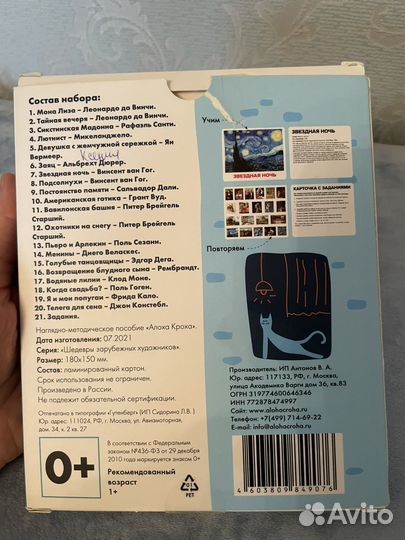 Состав набора:
1. Мона Лиза – Леонардо да Винчи.
2. Тайная вечеря – Леонардо да Винчи.
3. Сикстинская Мадонна – Рафаэль Санти.
4. Лютнист – Микеланджело.
5. Девушка с жемчужной сережкой – Ян
Вермеер.
Ксения
6. Заяц – Альбрехт Дюрер.
7. Звездная ночь – Винсент ван Гог.
8. Подсолнухи – Винсент ван Гог.
9. Постоянство памяти – Сальвадор Дали.
10. Американская готика – Грант Вуд.
11. Вавилонская башня – Питер Брейгель
Старший.
12. Охотники на снегу – Питер Брейгель
Старший.
13. Пьеро и Арлекин – Поль Сезанн.
14. Менины – Диего Веласкес.
15. Голубые танцовщицы – Эдгар Дега.
16. Возвращение блудного сына – Рембрандт.
17. Водяные лилии – Клод Моне.
18. Когда свадьба? – Поль Гоген.
19. Я и мои попугаи – Фрида Кало.
20. Телега для сена – Джон Констебл.
21. Задания.
Наглядно-методическое пособие «Алоха Кроха».
Дата изготовления: 07.2021
Серия: «Шедевры зарубежных художников».
Размер: 180х150 мм.
Состав: ламинированный картон.
Срок использования не ограничен.
Произведено в России.
Не подлежит обязательной сертификации.
Отпечатано в типографии «Гутенберг» (ИП Сидорина Л.В.)
Юр. адрес: 111024, РФ, г. Москва, ул. Авиамоторная,
дом. 34, к. 2 кв. 27
0+
В соответствии с Федеральным
законом №436-ФЗ от 29 декабря
2010 года маркируется знаком 0+
Рекомендованный
возраст
1+
Учим
ЗВЕЗДНАЯ НОЧЬ
ЗВЕЗДНАЯ НОЧЬ
КАРТОЧКА С ЗАДАНИЯМИ
Повторяем
Производитель: ИП Антонов В. А.
Юр. адрес: 117133, РФ, г. Москва,
улица Академика Варги дом 36, кв.83
ОГРН 319774600646346
ИНН 772878474997
Телефон: +7(499) 714-69-22
E-mail: info@alohacroha.ru
01
PET
4 603809 849076
Avito